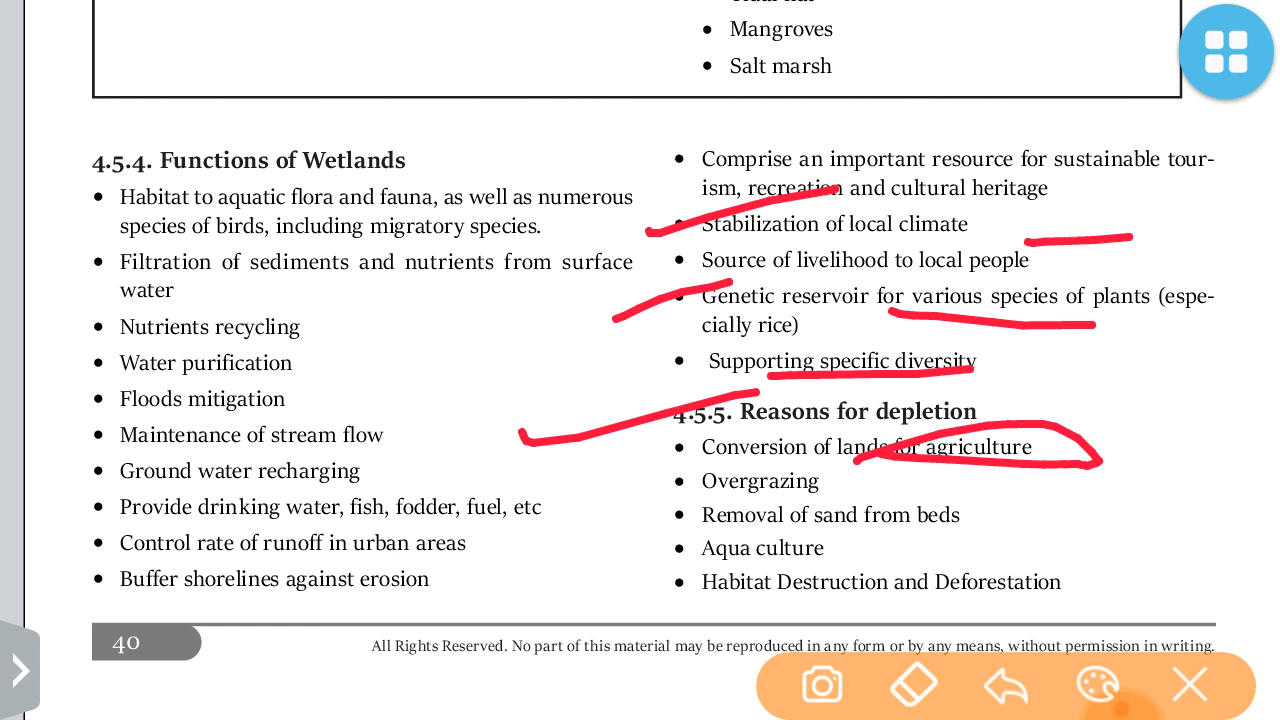 Mangroves
Salt marsh
4.5.4. Functions of Wetlands
Habitat to aquatic flora and fauna, as well as numerous
species of birds, including migratory species.
Filtration of sediments and nutrients from surface
water
Nutrients recycling
Water purification
Floods mitigation
Maintenance of stream flow
Ground water recharging
Provide drinking water, fish, fodder, fuel, etc
Control rate of runoff in urban areas
Buffer shorelines against erosion
Comprise an important resource for sustainable tour-
ism, recreation and cultural heritage
Stabilization of local climate
Source of livelihood to local people
Genetic reservoir for various species of plants (espe-
cially rice)
Supporting specific diversity
4.5.5. Reasons for depletion
Conversion of lands for agriculture
Overgrazing
Removal of sand from beds
Aqua culture
Habitat Destruction and Deforestation
40
All Rights Reserved. No part of this material may be reproduced in any form or by any means, without permission in writing.